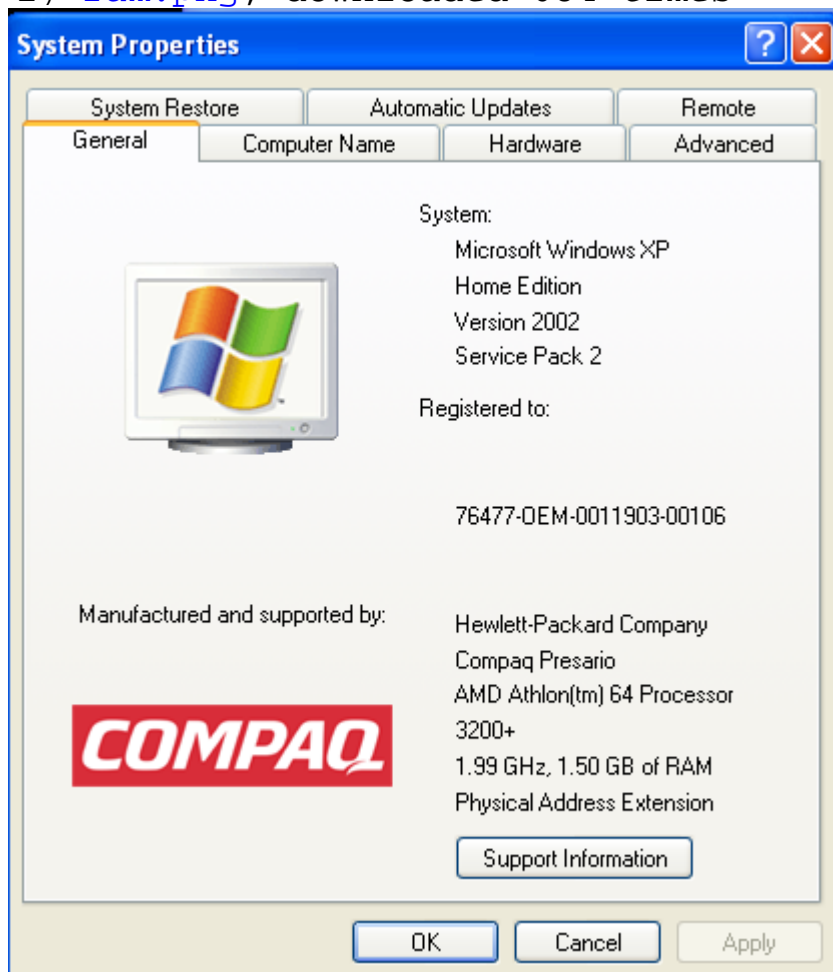 System Properties
System Restore Automatic Updates Remote
General Computer Name Hardware Advanced
System:
Microsoft Windows XP
Home Edition
Version 2002
Service Pack 2
Registered to:
76477-OEM-0011903-00106
Manufactured and supported by:
Hewlett-Packard Company
Compaq Presario
AMD Athlon(tm) 64 Processor
3200+
1.99 GHz, 1.50 GB of RAM
Physical Address Extension
COMPAQ
Support Information
OK Cancel Apply